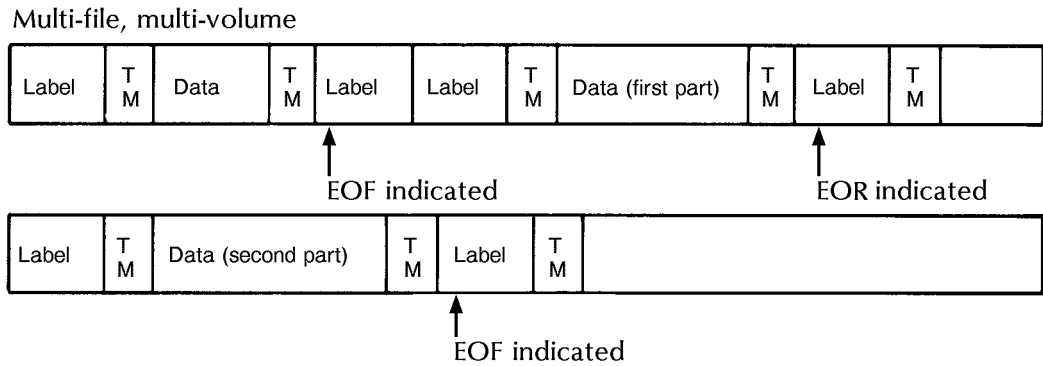 Multi-file, multi-volume
Label T M Data T M Label Label T M Data (first part) T M Label T M
EOF indicated EOR indicated
Label T M Data (second part) T M Label T M
EOF indicated